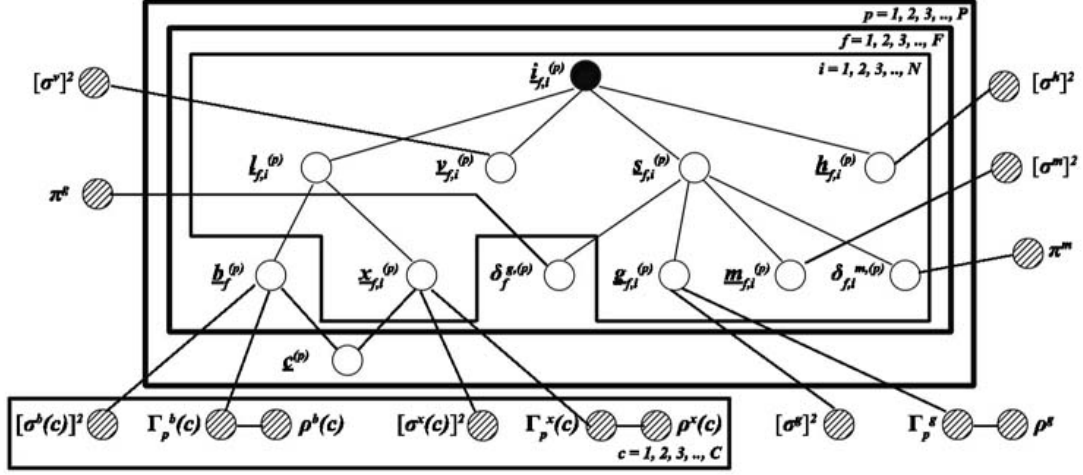 p = 1, 2, 3, .., P
f = 1, 2, 3, .., F
i = 1, 2, 3, .., N
i_{f,i}^{(p)}
[σ^v]^2
[σ^h]^2
l_{f,i}^{(p)} v_{f,i}^{(p)} s_{f,i}^{(p)} h_{f,i}^{(p)}
[σ^m]^2
π^g
π^m
b_f^{(p)} x_{f,i}^{(p)} δ_f^{g,(p)} g_{f,i}^{(p)} m_{f,i}^{(p)} δ_{f,i}^{m,(p)}
c^{(p)}
[σ^b(c)]^2 Γ_p^b(c) ρ^b(c) [σ^x(c)]^2 Γ_p^x(c) ρ^x(c) [σ^g]^2 Γ_p^g ρ^g
c = 1, 2, 3, .., C